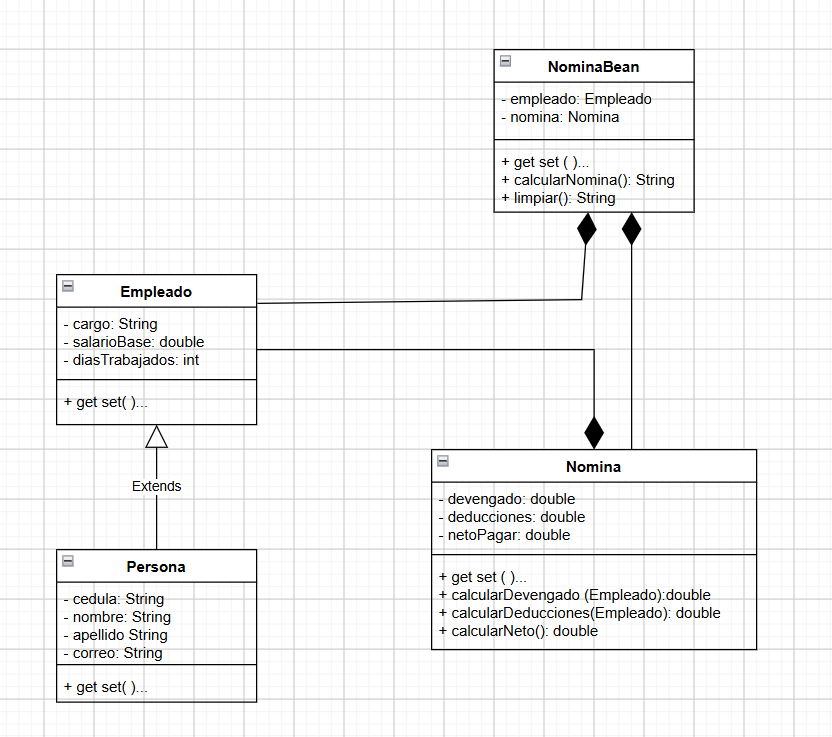 NominaBean
- empleado: Empleado
- nomina: Nomina
+ get set ( )...
+ calcularNomina(): String
+ limpiar(): String
Empleado
- cargo: String
- salarioBase: double
- diasTrabajados: int
+ get set( )...
Extends
Nomina
- devengado: double
- deducciones: double
- netoPagar: double
+ get set ( )...
+ calcularDevengado (Empleado):double
+ calcularDeducciones(Empleado): double
+ calcularNeto(): double
Persona
- cedula: String
- nombre: String
- apellido String
- correo: String
+ get set( )...